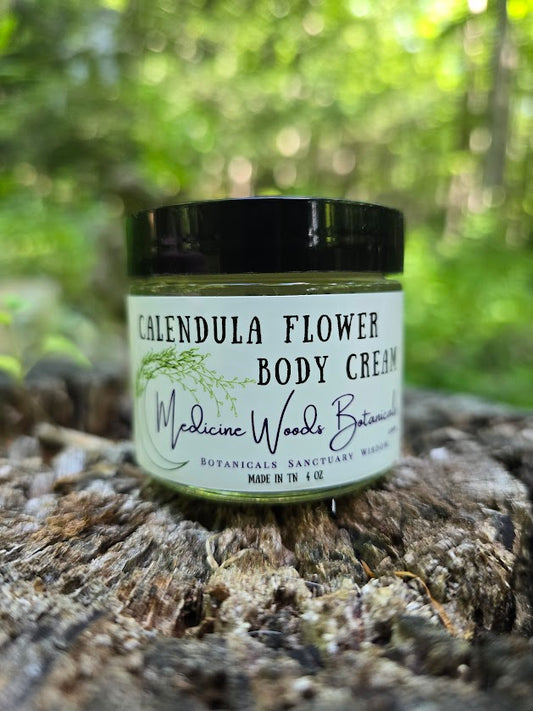 CALENDULA FLOWER
BODY CREAM
Medicine Woods Botanicals
BOTANICALS SANCTUARY WISDOM
MADE IN TN 4 OZ